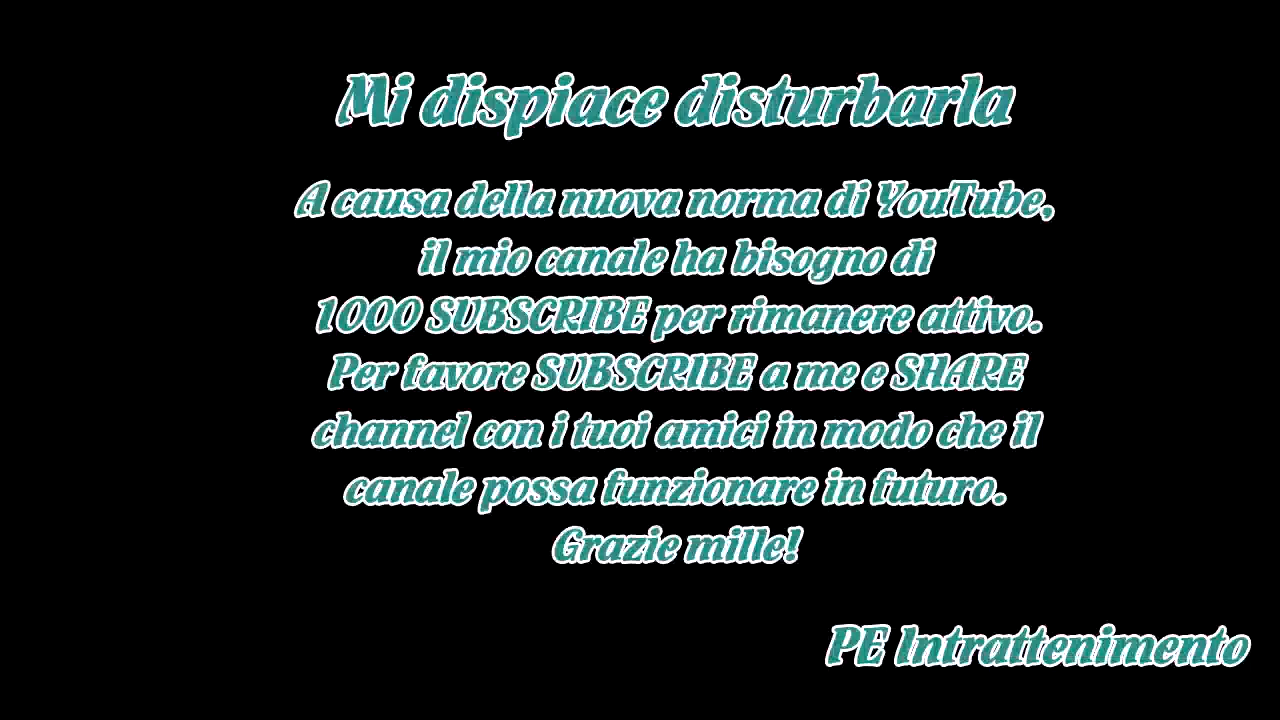 Mi dispiace disturbarla
A causa della nuova norma di YouTube,
il mio canale ha bisogno di
1000 SUBSCRIBE per rimanere attivo.
Per favore SUBSCRIBE a me e SHARE
channel con i tuoi amici in modo che il
canale possa funzionare in futuro.
Grazie mille!
PE Intrattenimento